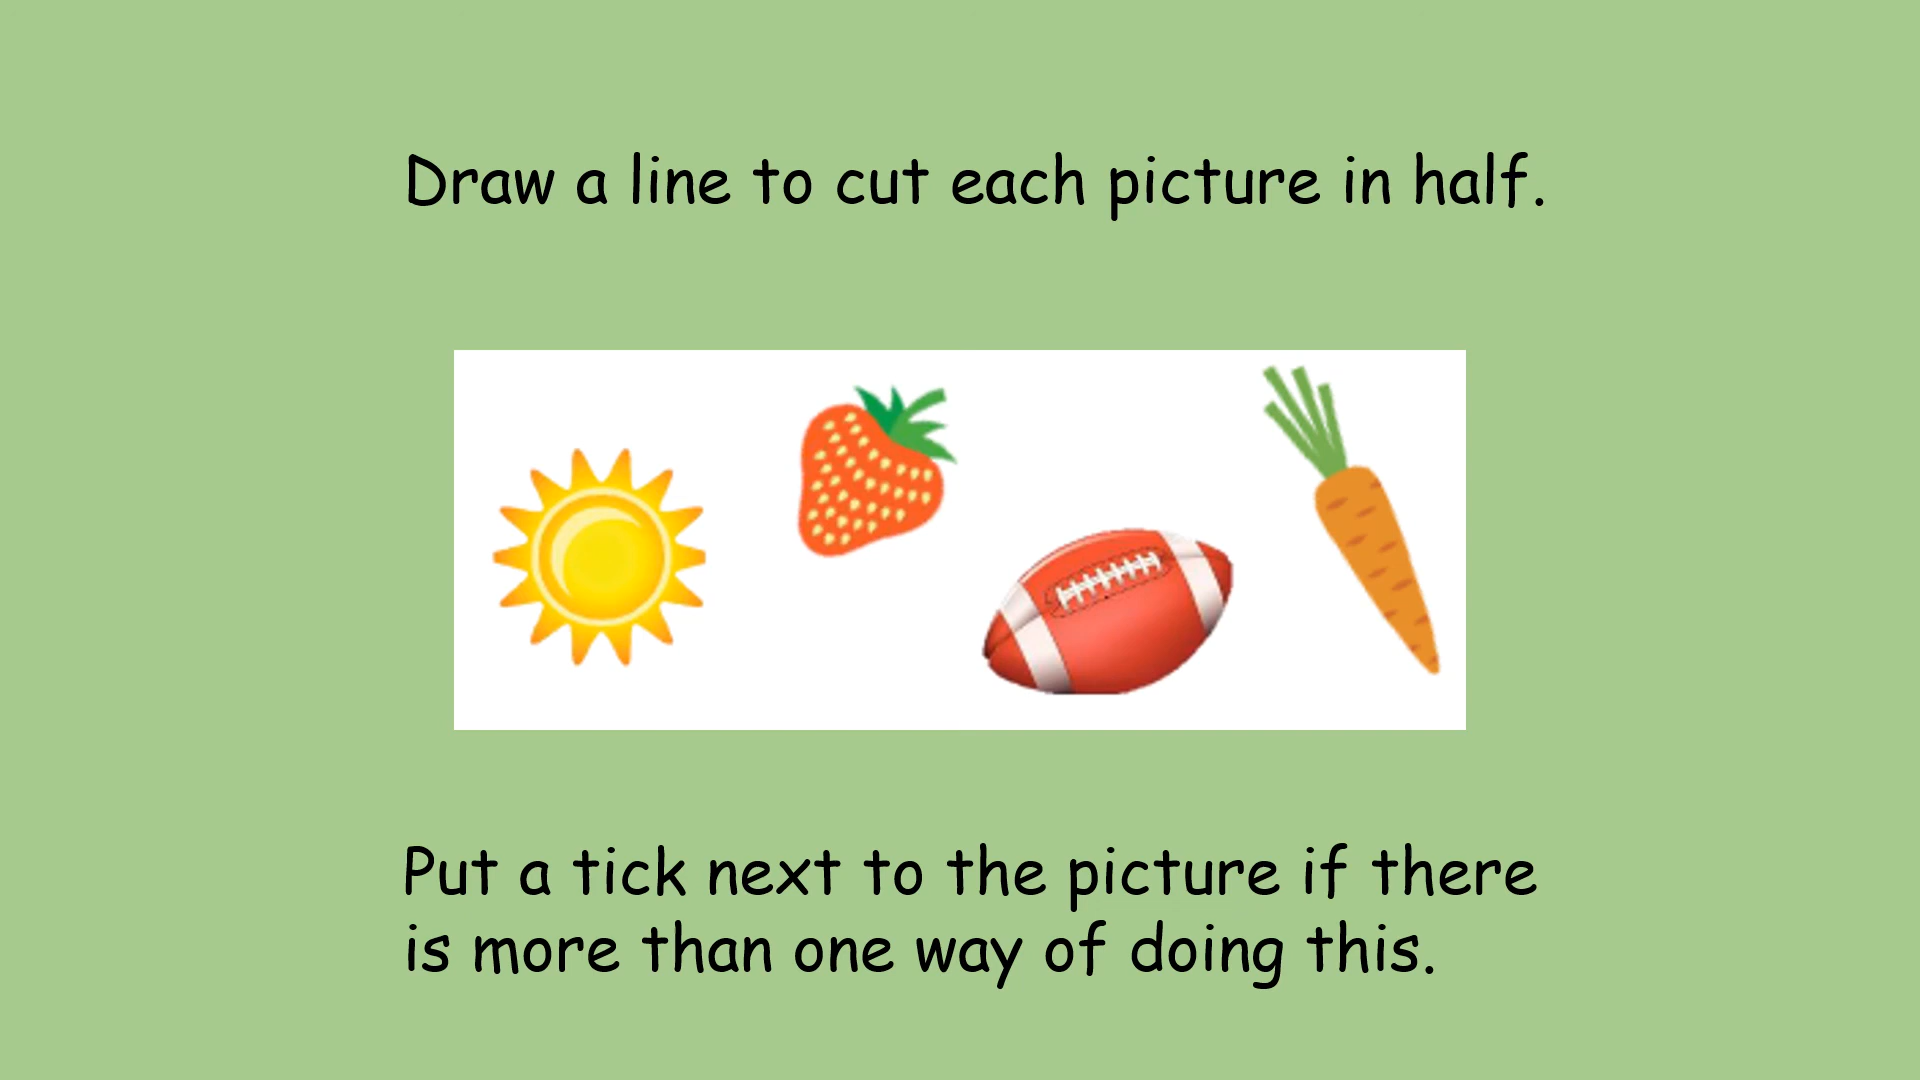 Draw a line to cut each picture in half.
Put a tick next to the picture if there
is more than one way of doing this.